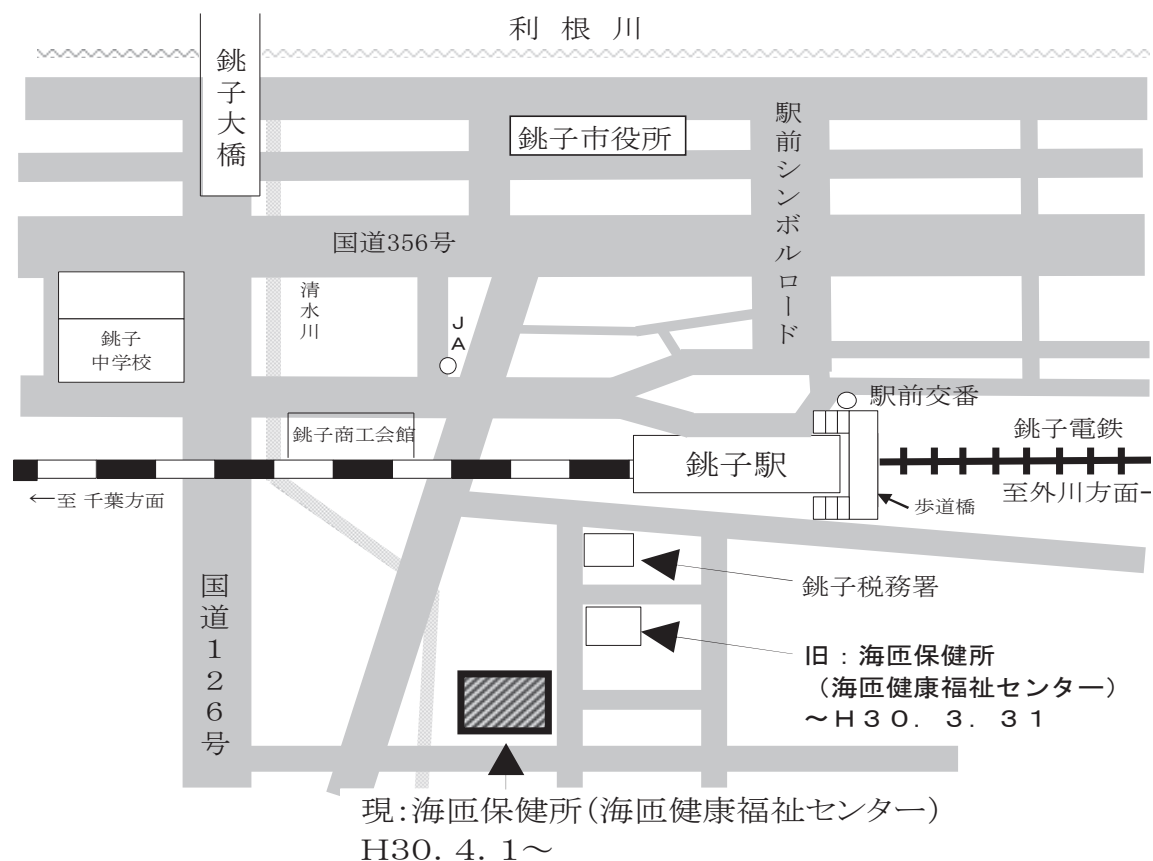 利根川
銚子大橋
銚子市役所
駅前シンボルロード
国道356号
清水川
JA
銚子
中学校
駅前交番
銚子商工会館
銚子駅
銚子電鉄
←至 千葉方面
歩道橋
至外川方面
国道126号
銚子税務署
旧：海匝保健所
（海匝健康福祉センター）
～Ｈ３０．３．３１
現:海匝保健所(海匝健康福祉センター)
H30. 4. 1～